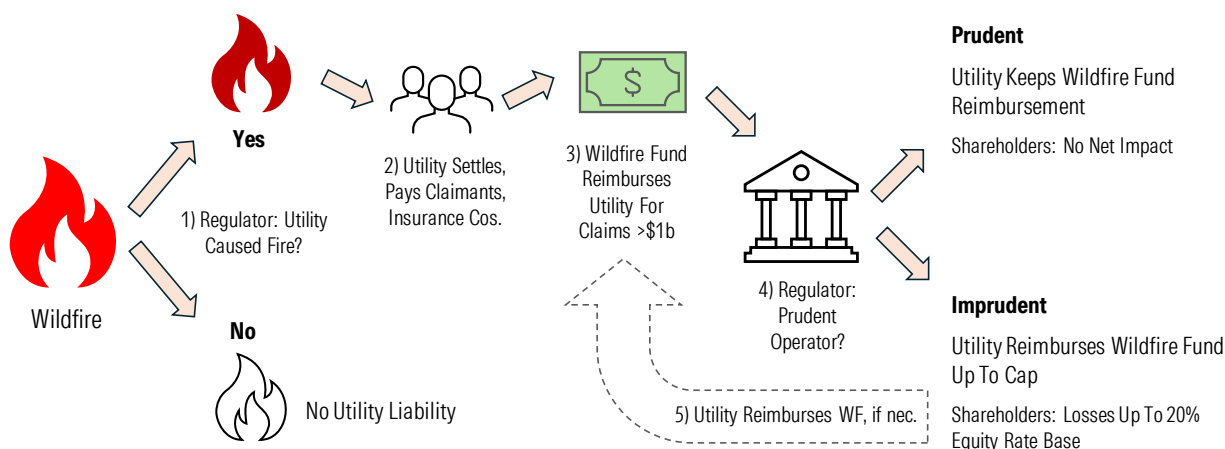 Wildfire
Yes
1) Regulator: Utility
Caused Fire?
No
No Utility Liability
2) Utility Settles,
Pays Claimants,
Insurance Cos.
$
3) Wildfire Fund
Reimburses
Utility For
Claims >$1b
4) Regulator:
Prudent
Operator?
5) Utility Reimburses WF, if nec.
Prudent
Utility Keeps Wildfire Fund
Reimbursement
Shareholders: No Net Impact
Imprudent
Utility Reimburses Wildfire Fund
Up To Cap
Shareholders: Losses Up To 20%
Equity Rate Base